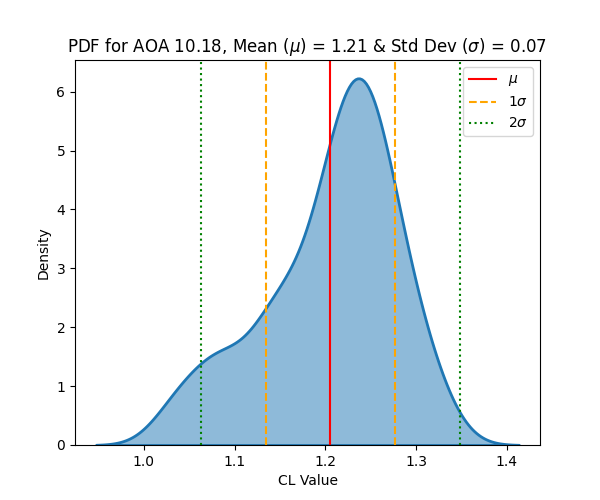 PDF for AOA 10.18, Mean (μ) = 1.21 & Std Dev (σ) = 0.07
μ
1σ
2σ
6
5
4
3
2
1
0
Density
1.0 1.1 1.2 1.3 1.4
CL Value